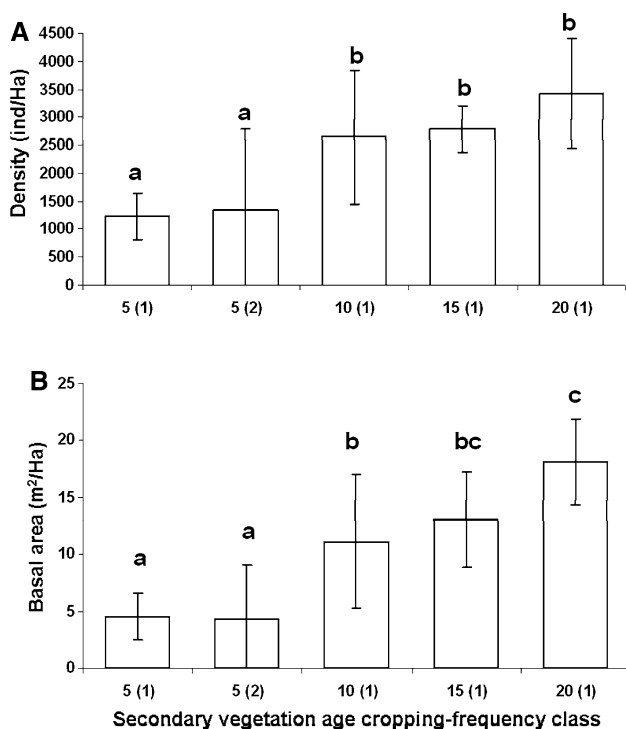 A
Density (ind/Ha)
4500
4000
3500
3000
2500
2000
1500
1000
500
0
a
a
b
b
b
5 (1) 5 (2) 10 (1) 15 (1) 20 (1)
B
Basal area (m²/Ha)
25
20
15
10
5
0
a
a
b
bc
c
5 (1) 5 (2) 10 (1) 15 (1) 20 (1)
Secondary vegetation age cropping-frequency class